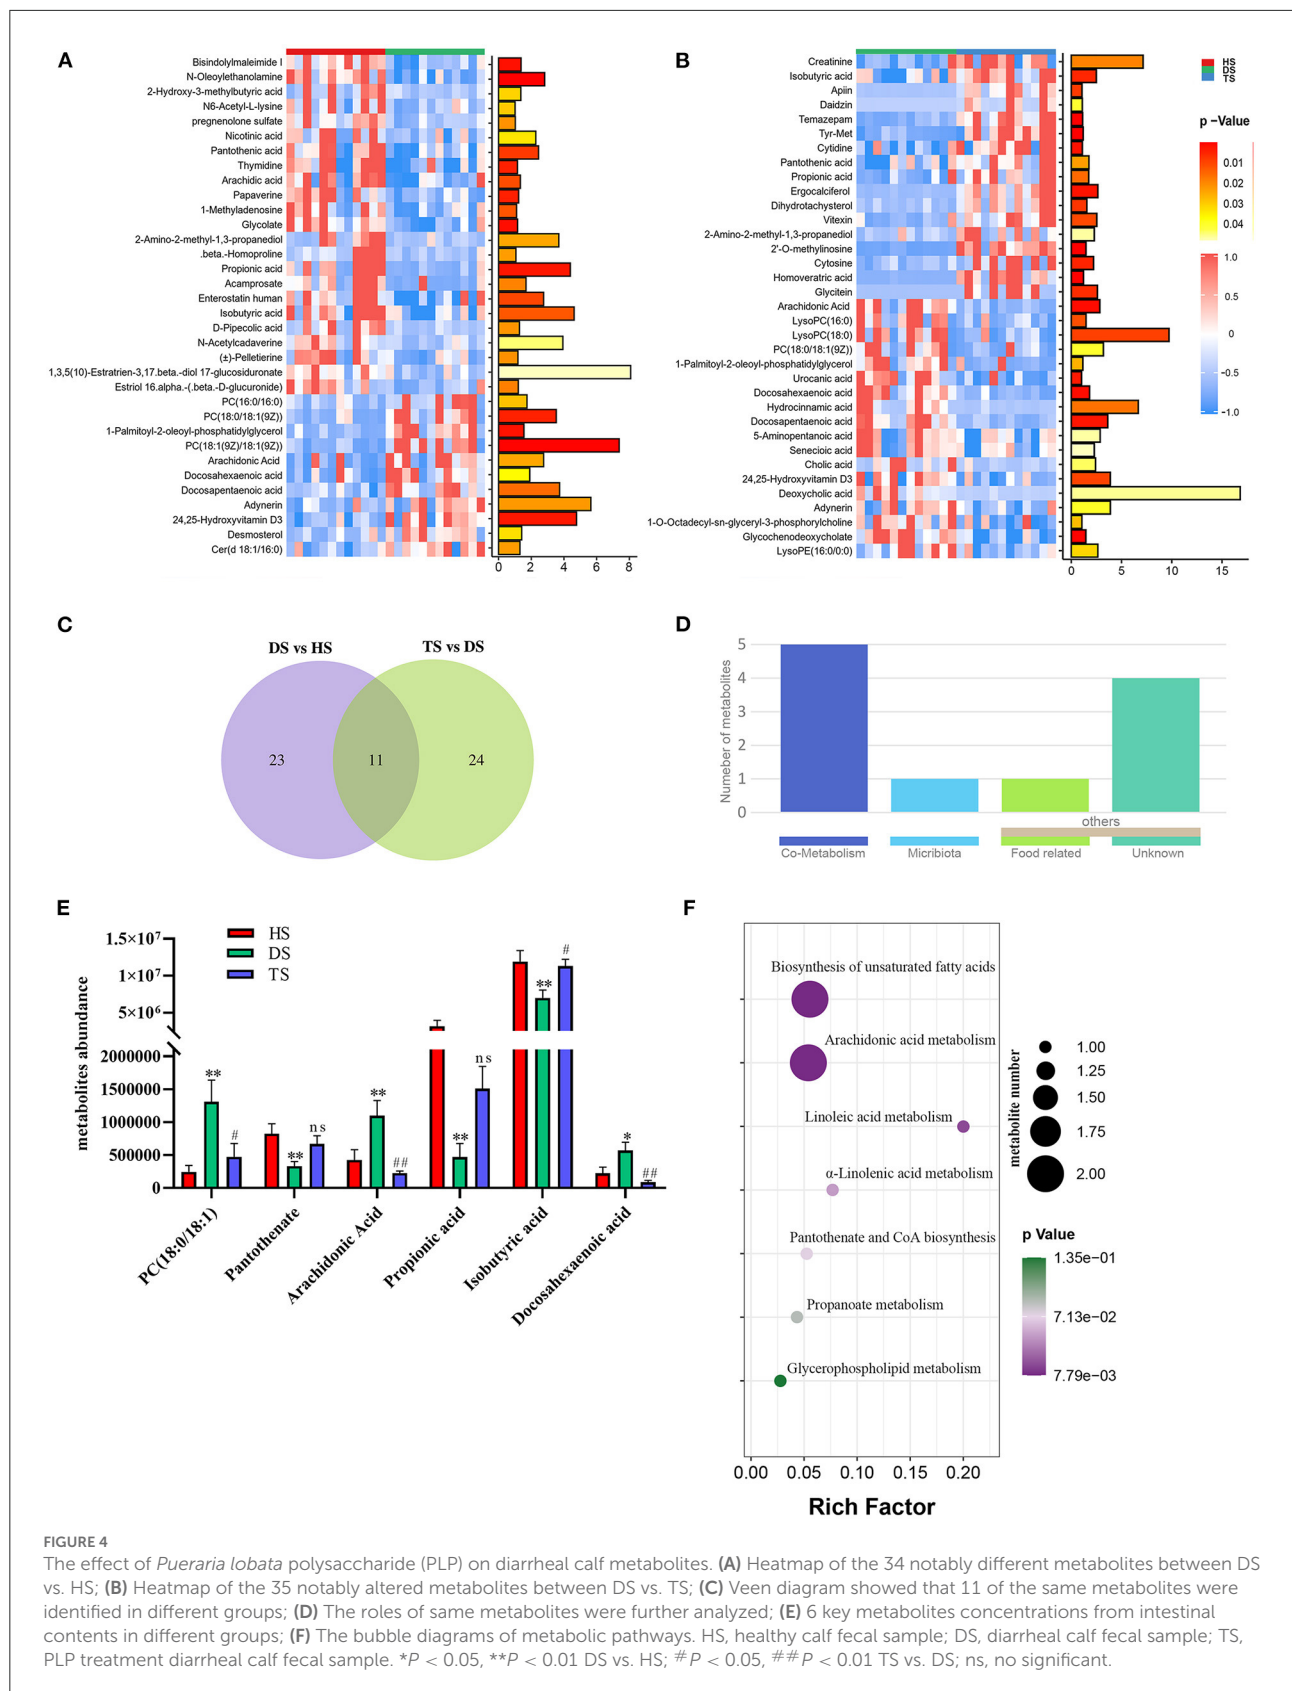 A
Bisindolylmaleimide I
N-Oleoylethanolamine
2-Hydroxy-3-methylbutyric acid
N6-Acetyl-L-lysine
pregnenolone sulfate
Nicotinic acid
Pantothenic acid
Thymidine
Arachidic acid
Papaverine
1-Methyladenosine
Glycolate
2-Amino-2-methyl-1,3-propanediol
.beta.-Homoproline
Propionic acid
Acamprosate
Enterostatin human
Isobutyric acid
D-Pipecolic acid
N-Acetylcadaverine
(±)-Pelletierine
1,3,5(10)-Estratrien-3,17.beta.-diol 17-glucosiduronate
Estriol 16.alpha.-(.beta.-D-glucuronide)
PC(16:0/16:0)
PC(18:0/18:1(9Z))
1-Palmitoyl-2-oleoyl-phosphatidylglycerol
PC(18:1(9Z)/18:1(9Z))
Arachidonic Acid
Docosahexaenoic acid
Docosapentaenoic acid
Adynerin
24,25-Hydroxyvitamin D3
Desmosterol
Cer(d 18:1/16:0)
0 2 4 6 8
B
Creatinine
Isobutyric acid
Apiin
Daidzin
Temazepam
Tyr-Met
Cytidine
Pantothenic acid
Propionic acid
Ergocalciferol
Dihydrotachysterol
Vitexin
2-Amino-2-methyl-1,3-propanediol
2'-O-methylinosine
Cytosine
Homoveratric acid
Glycitein
Arachidonic Acid
LysoPC(16:0)
LysoPC(18:0)
PC(18:0/18:1(9Z))
1-Palmitoyl-2-oleoyl-phosphatidylglycerol
Urocanic acid
Docosahexaenoic acid
Hydrocinnamic acid
Docosapentaenoic acid
5-Aminopentanoic acid
Senecioic acid
Cholic acid
24,25-Hydroxyvitamin D3
Deoxycholic acid
Adynerin
1-O-Octadecyl-sn-glyceryl-3-phosphorylcholine
Glycochenodeoxycholate
LysoPE(16:0/0:0)
0 5 10 15
HS
DS
TS
p -Value
0.01
0.02
0.03
0.04
1.0
0.5
0
-0.5
-1.0
C
DS vs HS TS vs DS
23 11 24
D
Numeber of metabolites
5
4
3
2
1
0
others
Co-Metabolism Micribiota Food related Unknown
E
HS
DS
TS
metabolites abundance
1.5×10⁷
1×10⁷
5×10⁶
2000000
1500000
1000000
500000
0
** # ** ns ** ## ** ns ** # * ##
PC(18:0/18:1) Pantothenate Arachidonic Acid Propionic acid Isobutyric acid Docosahexaenoic acid
F
Biosynthesis of unsaturated fatty acids
Arachidonic acid metabolism
Linoleic acid metabolism
α-Linolenic acid metabolism
Pantothenate and CoA biosynthesis
Propanoate metabolism
Glycerophospholipid metabolism
0.00 0.05 0.10 0.15 0.20
Rich Factor
metabolite number
1.00
1.25
1.50
1.75
2.00
p Value
1.35e−01
7.13e−02
7.79e−03
FIGURE 4
The effect of Pueraria lobata polysaccharide (PLP) on diarrheal calf metabolites. (A) Heatmap of the 34 notably different metabolites between DS
vs. HS; (B) Heatmap of the 35 notably altered metabolites between DS vs. TS; (C) Veen diagram showed that 11 of the same metabolites were
identified in different groups; (D) The roles of same metabolites were further analyzed; (E) 6 key metabolites concentrations from intestinal
contents in different groups; (F) The bubble diagrams of metabolic pathways. HS, healthy calf fecal sample; DS, diarrheal calf fecal sample; TS,
PLP treatment diarrheal calf fecal sample. *P < 0.05, **P < 0.01 DS vs. HS; #P < 0.05, ##P < 0.01 TS vs. DS; ns, no significant.